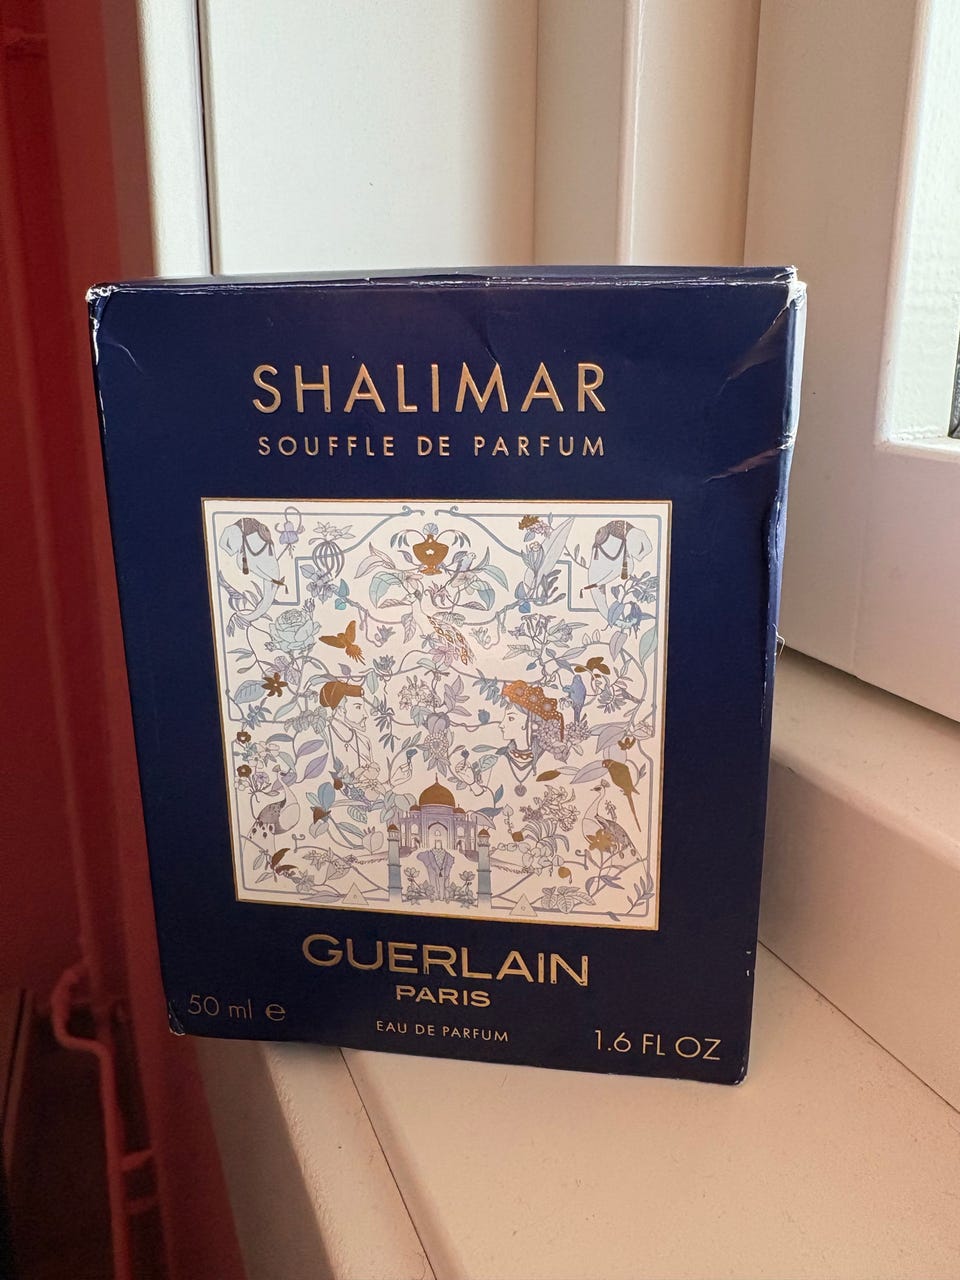 SHALIMAR
SOUFFLE DE PARFUM
GUERLAIN
PARIS
50 ml ℮
EAU DE PARFUM
1.6 FL OZ